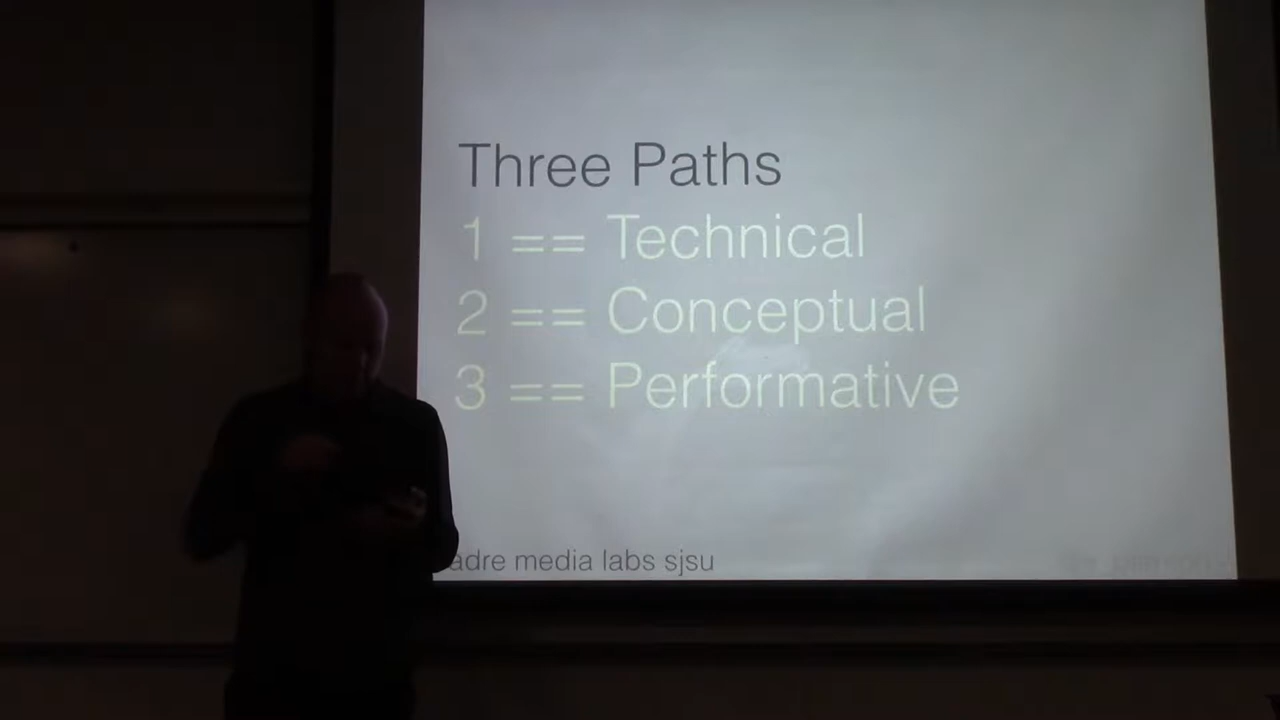 Three Paths
1 == Technical
2 == Conceptual
3 == Performative
adre media labs sjsu